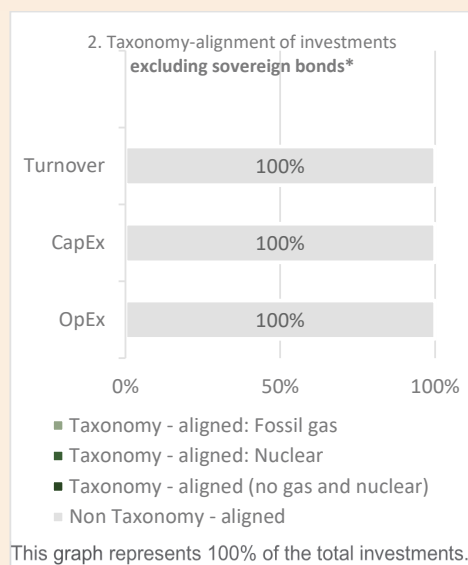 2. Taxonomy-alignment of investments
excluding sovereign bonds*
Turnover
100%
CapEx
100%
OpEx
100%
0%
50%
100%
Taxonomy - aligned: Fossil gas
Taxonomy - aligned: Nuclear
Taxonomy - aligned (no gas and nuclear)
Non Taxonomy - aligned
This graph represents 100% of the total investments.